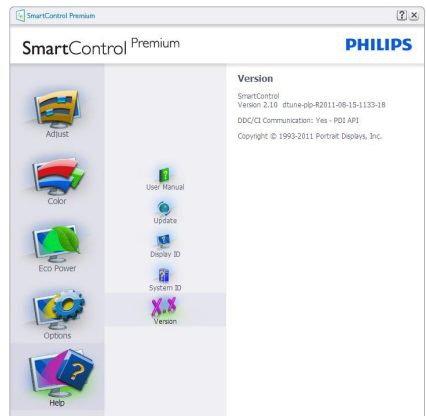 SmartControl Premium
? ×
SmartControl Premium
PHILIPS
Adjust
Color
Eco Power
Options
?
Help
?
User Manual
Update
Display ID
System ID
X.X
Version
Version
SmartControl
Version 2.10 dtune-plp-R2011-08-15-1133-18
DDC/CI Communication: Yes - PDI API
Copyright © 1993-2011 Portrait Displays, Inc.